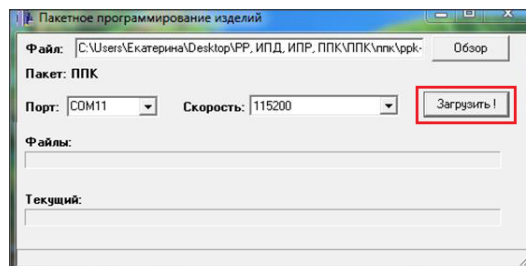 Пакетное программирование изделий
Файл: C:\Users\Екатерина\Desktop\РР, ИПД, ИПР, ППК\ППК\ппк\ppk- Обзор
Пакет: ППК
Порт: COM11 Скорость: 115200 Загрузить !
Файлы:
Текущий: